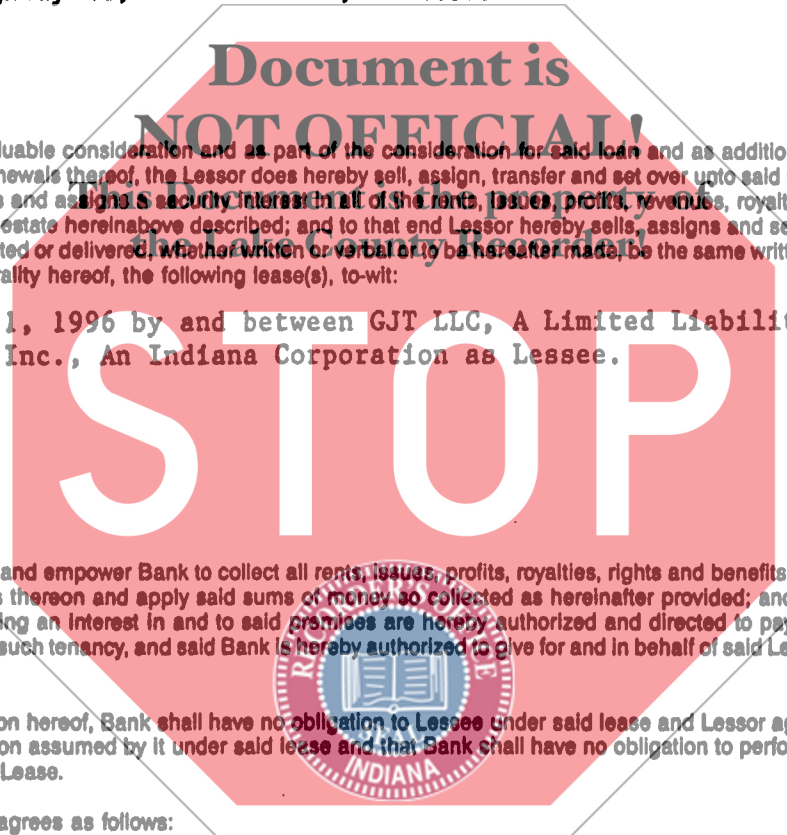 Document is
NOT OFFICIAL!
luable consideration and as part of the consideration for said loan and as additio
newals thereof, the Lessor does hereby sell, assign, transfer and set over unto said
This Document is the property of
s and assigns a security interest in all of the rents, issues, profits, revenues, royalt
estate hereinabove described; and to that end Lessor hereby sells, assigns and se
the Lake County Recorder!
ted or delivered, whether written or verbal or to be hereafter made, be the same writt
rality hereof, the following lease(s), to-wit:
1, 1996 by and between GJT LLC, A Limited Liabilit
Inc., An Indiana Corporation as Lessee.
STOP
and empower Bank to collect all rents, issues, profits, royalties, rights and benefits
s thereon and apply said sums of money so collected as hereinafter provided; and
ing an interest in and to said premises are hereby authorized and directed to pay
such tenancy, and said Bank is hereby authorized to give for and in behalf of said Le
RECORDER'S OFFICE
SEAL
INDIANA
on hereof, Bank shall have no obligation to Lessee under said lease and Lessor ag
on assumed by it under said lease and that Bank shall have no obligation to perfo
Lease.
agrees as follows: